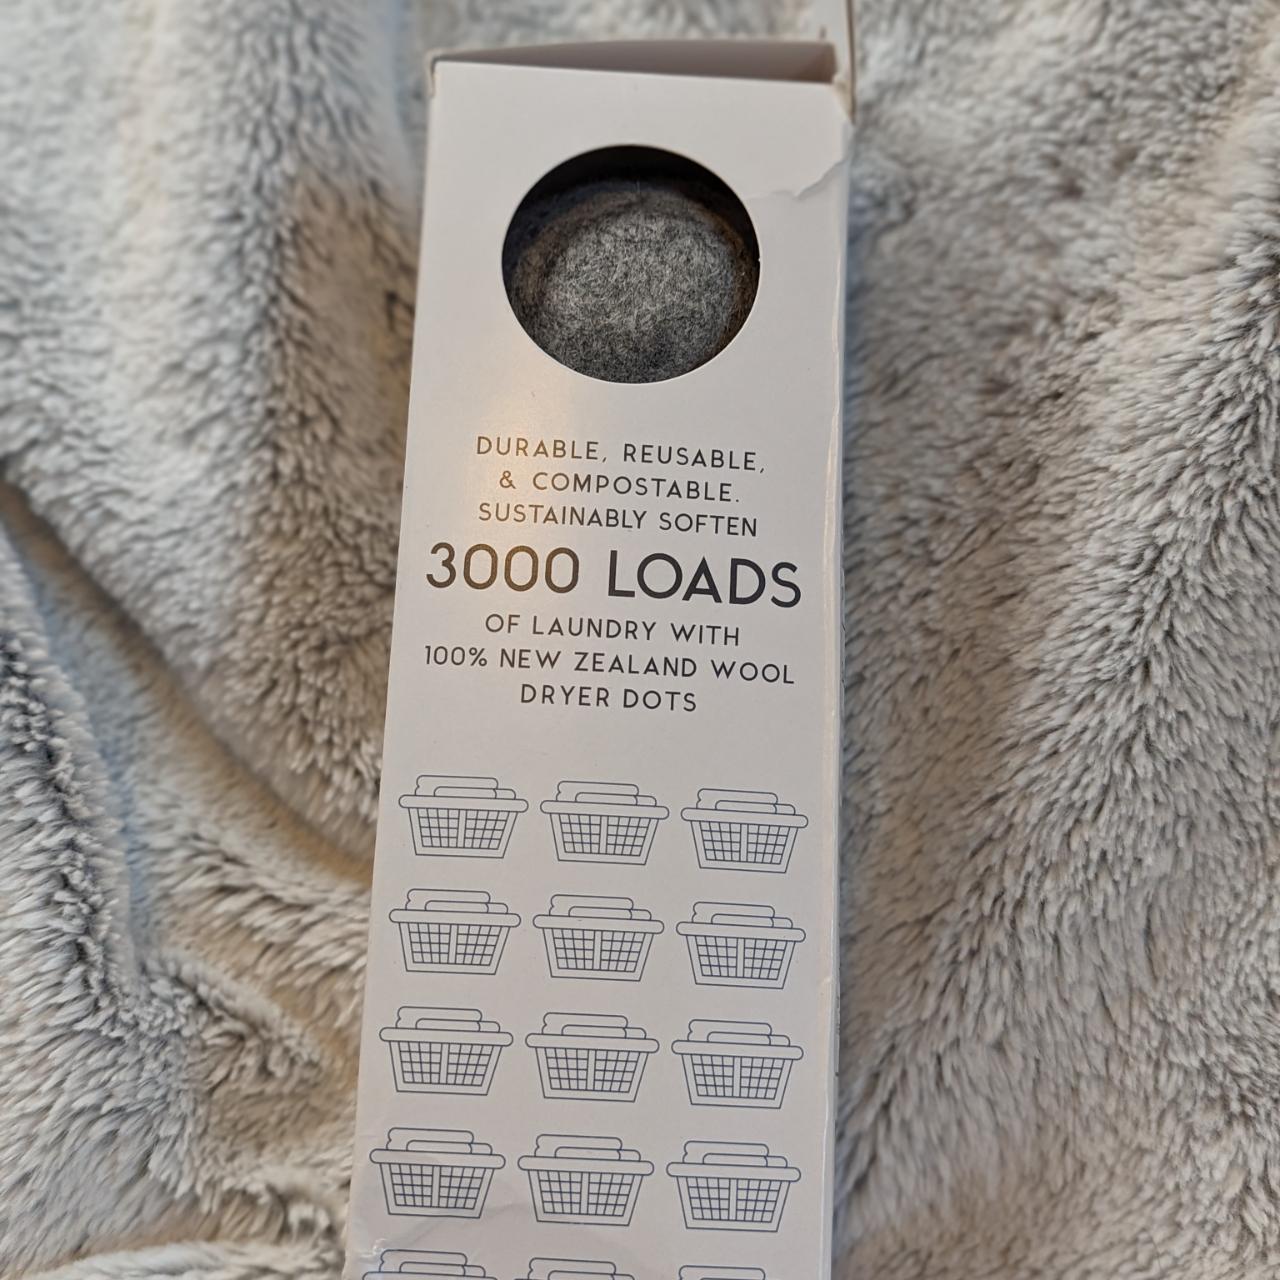 DURABLE, REUSABLE,
& COMPOSTABLE.
SUSTAINABLY SOFTEN
3000 LOADS
OF LAUNDRY WITH
100% NEW ZEALAND WOOL
DRYER DOTS